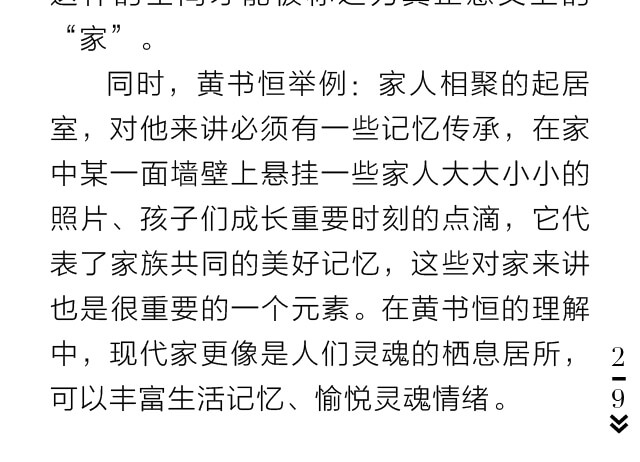 “家”。
同时，黄书恒举例：家人相聚的起居
室，对他来讲必须有一些记忆传承，在家
中某一面墙壁上悬挂一些家人大大小小的
照片、孩子们成长重要时刻的点滴，它代
表了家族共同的美好记忆，这些对家来讲
也是很重要的一个元素。在黄书恒的理解
中，现代家更像是人们灵魂的栖息居所，
可以丰富生活记忆、愉悦灵魂情绪。
2
9